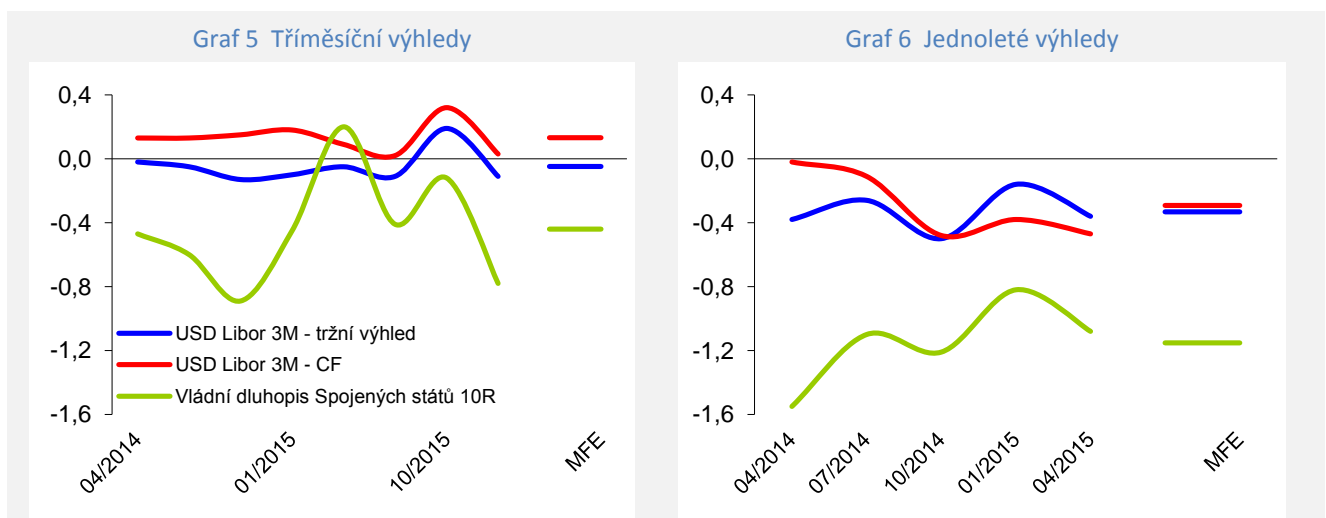 Graf 5 Tříměsíční výhledy
0,4
0,0
-0,4
-0,8
-1,2
-1,6
USD Libor 3M - tržní výhled
USD Libor 3M - CF
Vládní dluhopis Spojených států 10R
04/2014
01/2015
10/2015
MFE
Graf 6 Jednoleté výhledy
0,4
0,0
-0,4
-0,8
-1,2
-1,6
04/2014
07/2014
10/2014
01/2015
04/2015
MFE